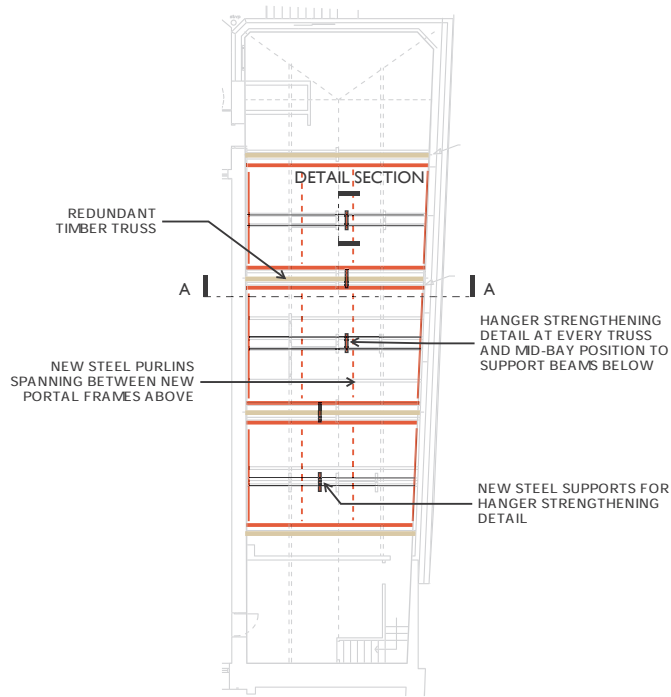 DETAIL SECTION
REDUNDANT
TIMBER TRUSS
A
A
HANGER STRENGTHENING
DETAIL AT EVERY TRUSS
AND MID-BAY POSITION TO
SUPPORT BEAMS BELOW
NEW STEEL PURLINS
SPANNING BETWEEN NEW
PORTAL FRAMES ABOVE
NEW STEEL SUPPORTS FOR
HANGER STRENGTHENING
DETAIL